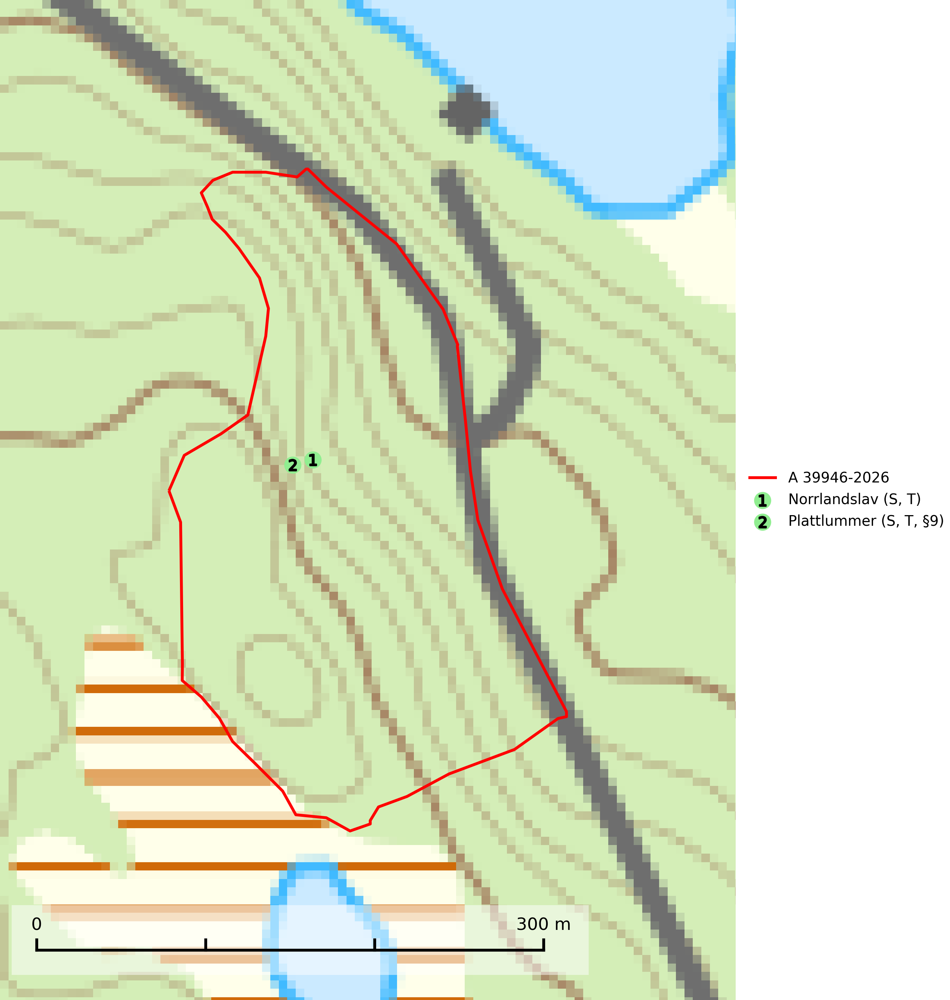 2 1
A 39946-2026
1 Norrlandslav (S, T)
2 Plattlummer (S, T, §9)
0 300 m